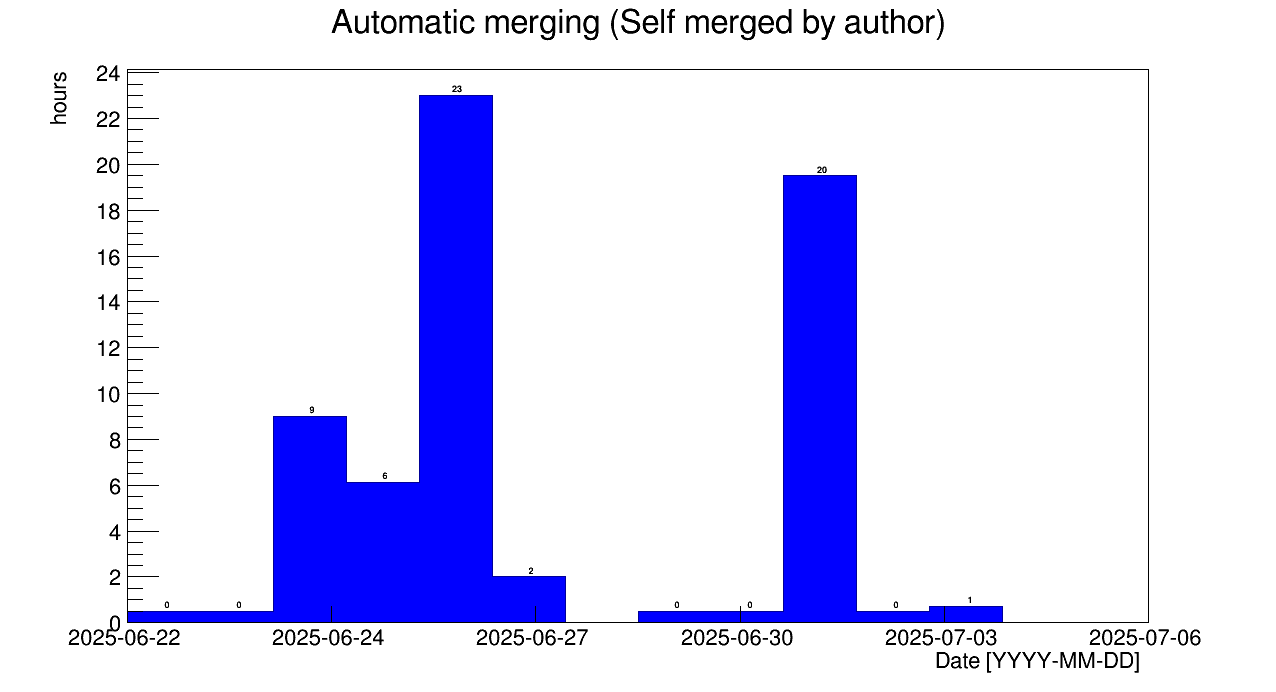 Automatic merging (Self merged by author)
hours
24
22
20
18
16
14
12
10
8
6
4
2
0
0 0 9 6 23 2 0 0 20 0 1
2025-06-22 2025-06-24 2025-06-27 2025-06-30 2025-07-03 2025-07-06
Date [YYYY-MM-DD]